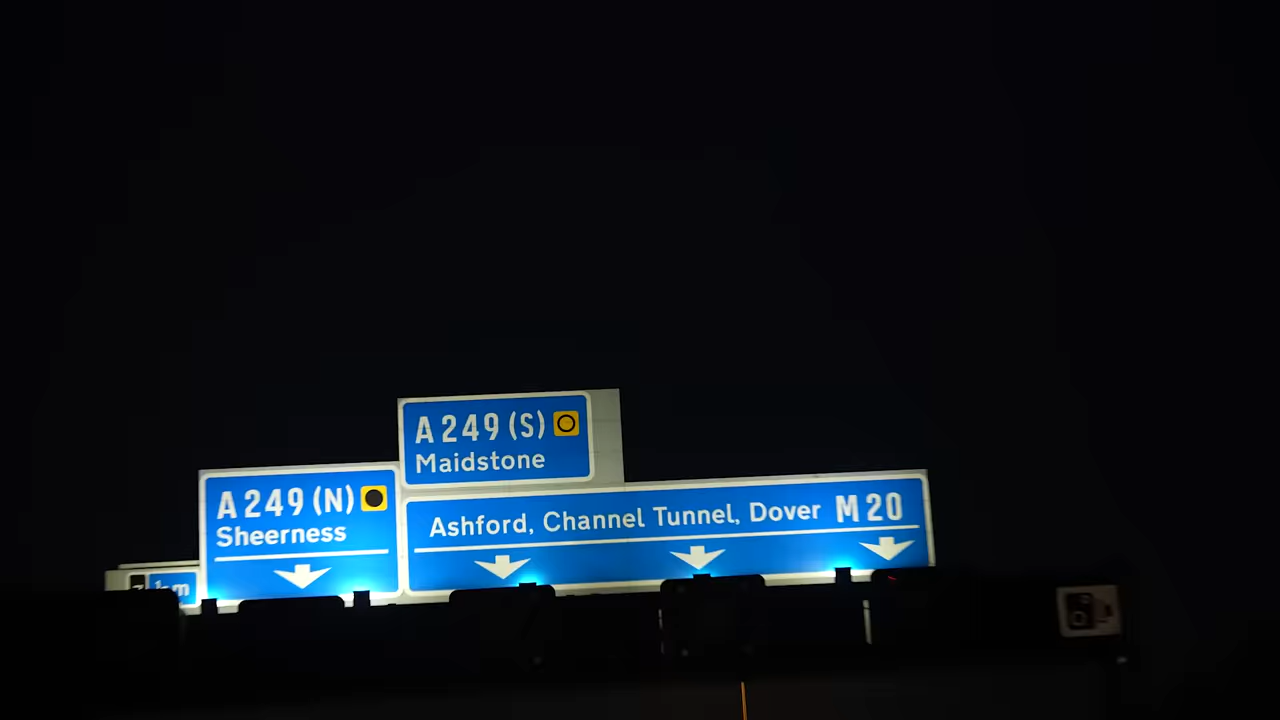 A 249 (S)
Maidstone
A 249 (N)
Sheerness
Ashford, Channel Tunnel, Dover M 20